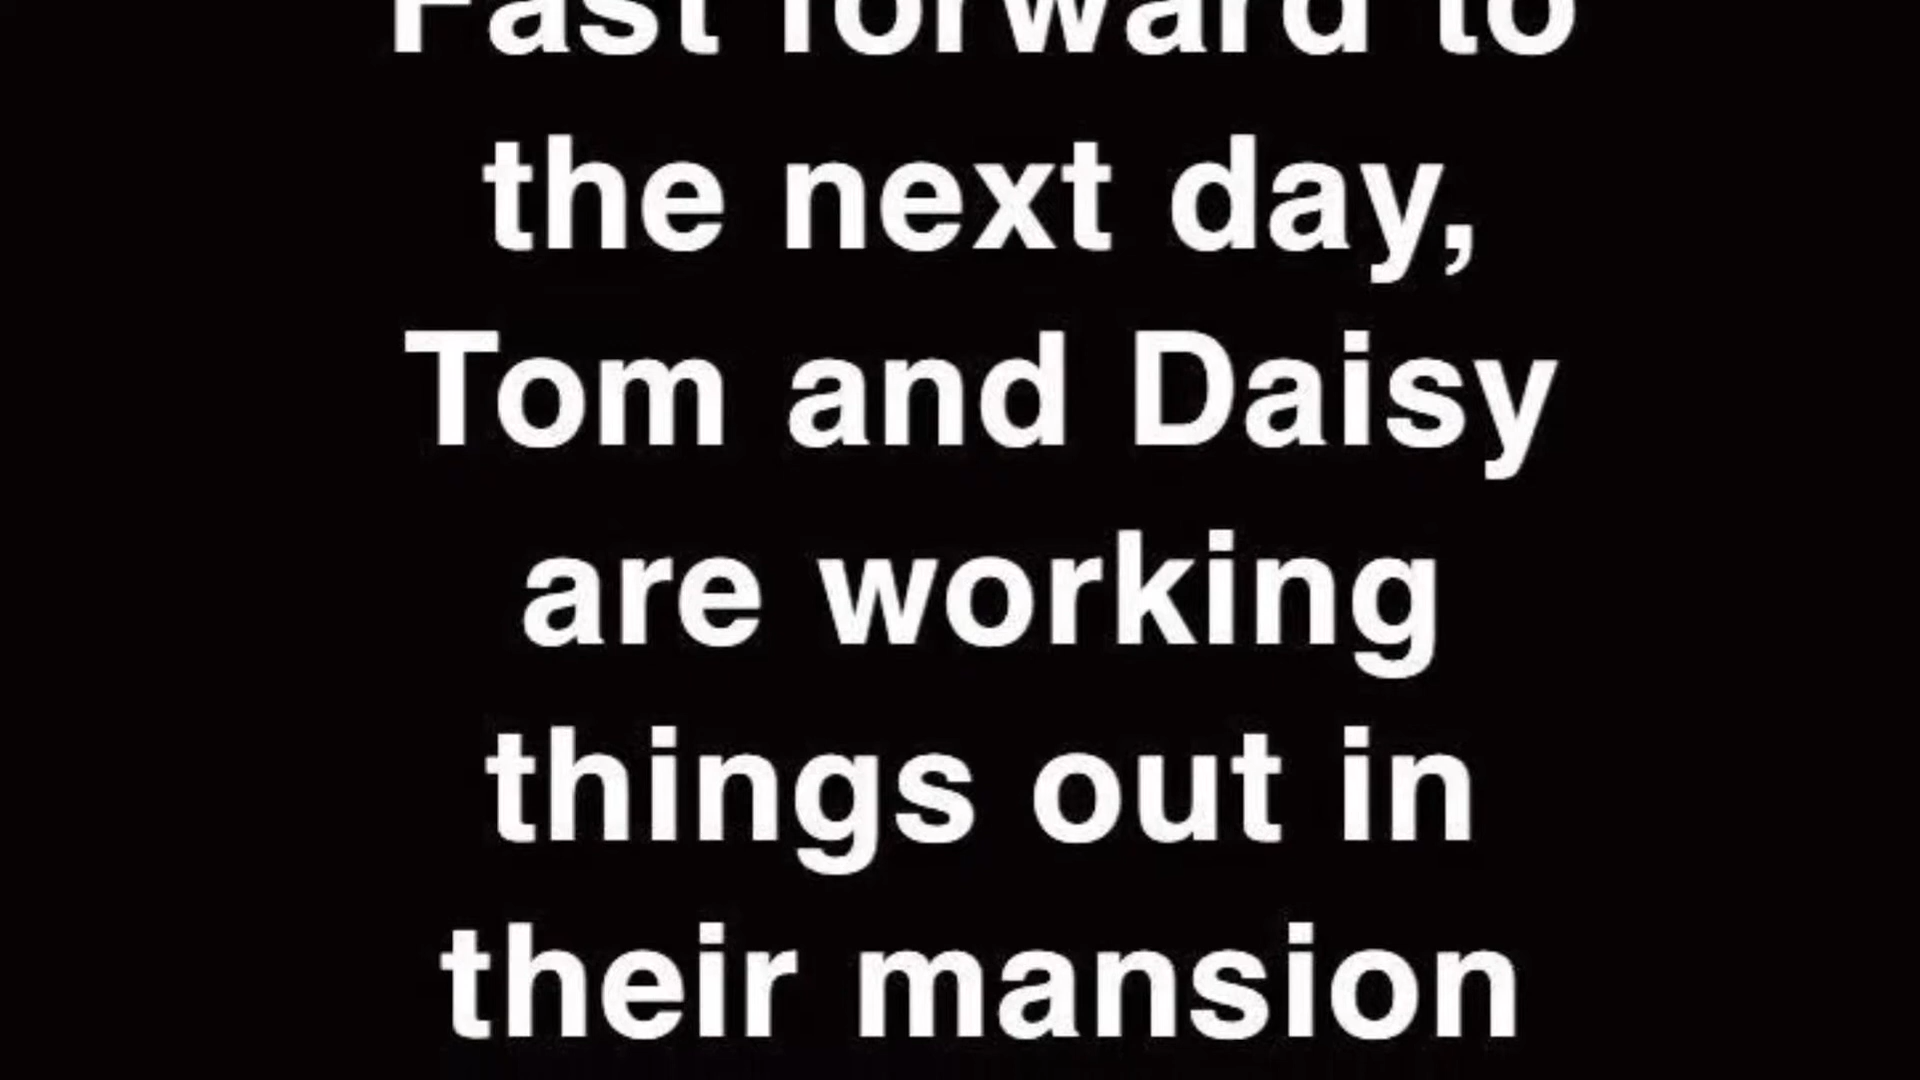 Fast forward to
the next day,
Tom and Daisy
are working
things out in
their mansion